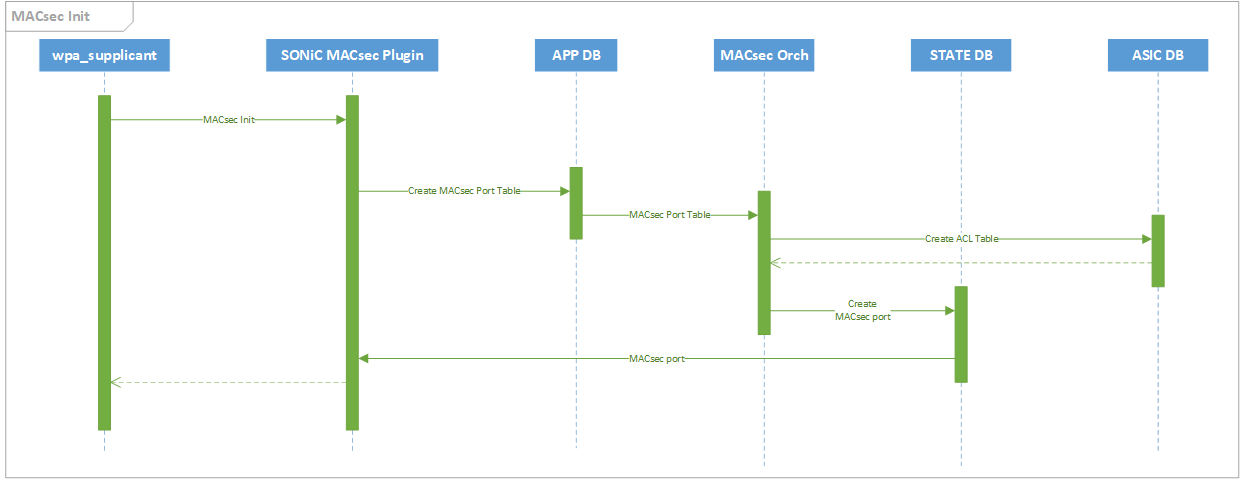 MACsec Init
wpa_supplicant
SONiC MACsec Plugin
APP DB
MACsec Orch
STATE DB
ASIC DB
MACsec Init
Create MACsec Port Table
MACsec Port Table
Create ACL Table
Create
MACsec port
MACsec port